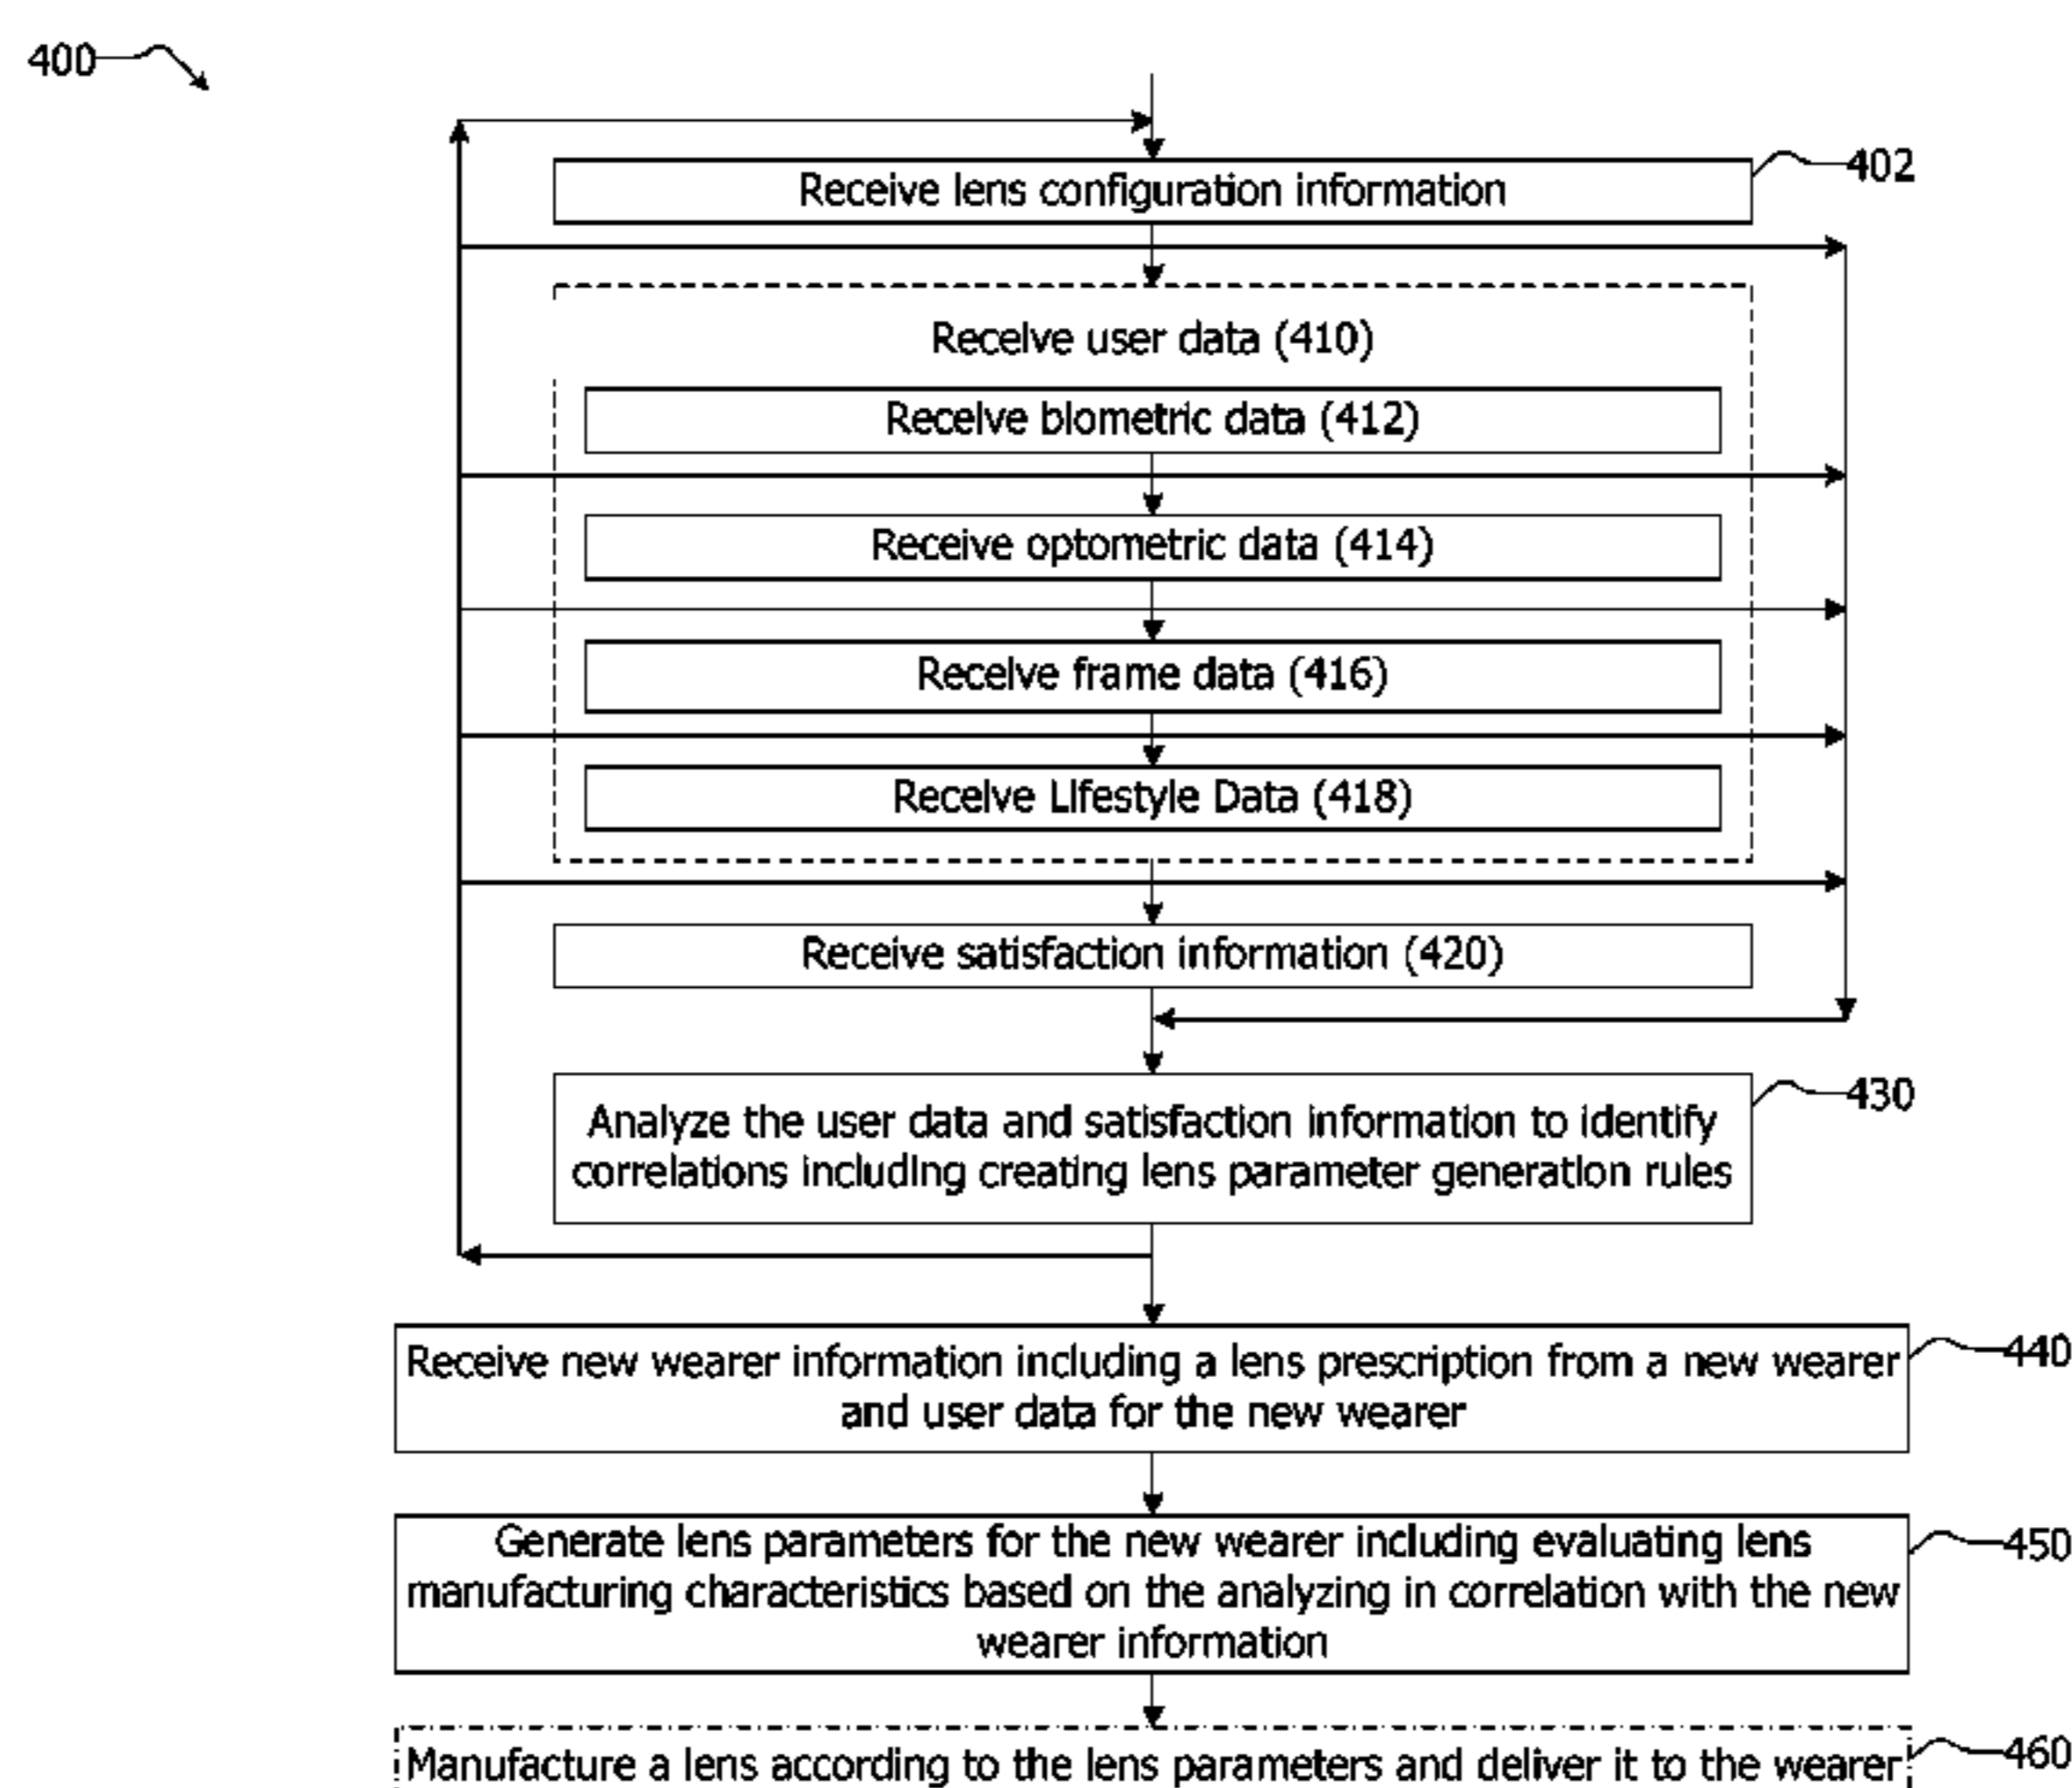 400
Receive lens configuration information
402
Receive user data (410)
Receive biometric data (412)
Receive optometric data (414)
Receive frame data (416)
Receive Lifestyle Data (418)
Receive satisfaction information (420)
Analyze the user data and satisfaction information to identify
correlations including creating lens parameter generation rules
430
Receive new wearer information including a lens prescription from a new wearer
and user data for the new wearer
440
Generate lens parameters for the new wearer including evaluating lens
manufacturing characteristics based on the analyzing in correlation with the new
wearer information
450
Manufacture a lens according to the lens parameters and deliver it to the wearer
460